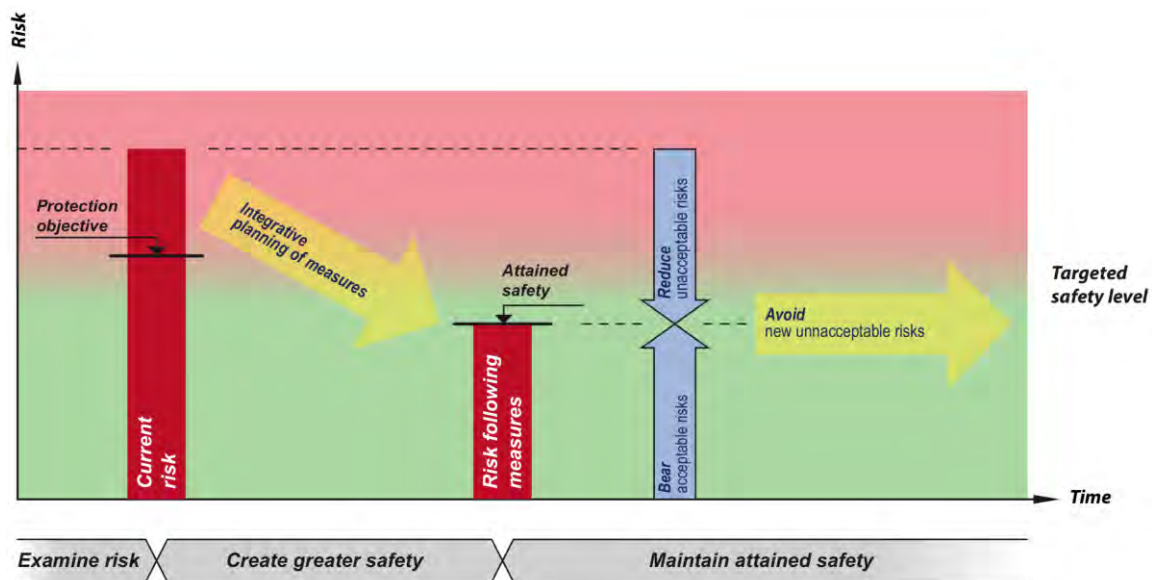 Risk
Protection
objective
Integrative
planning of measures
Attained
safety
Reduce
unacceptable risks
Targeted
safety level
Avoid
new unnacceptable risks
Current
risk
Risk following
measures
Bear
acceptable risks
Time
Examine risk
Create greater safety
Maintain attained safety